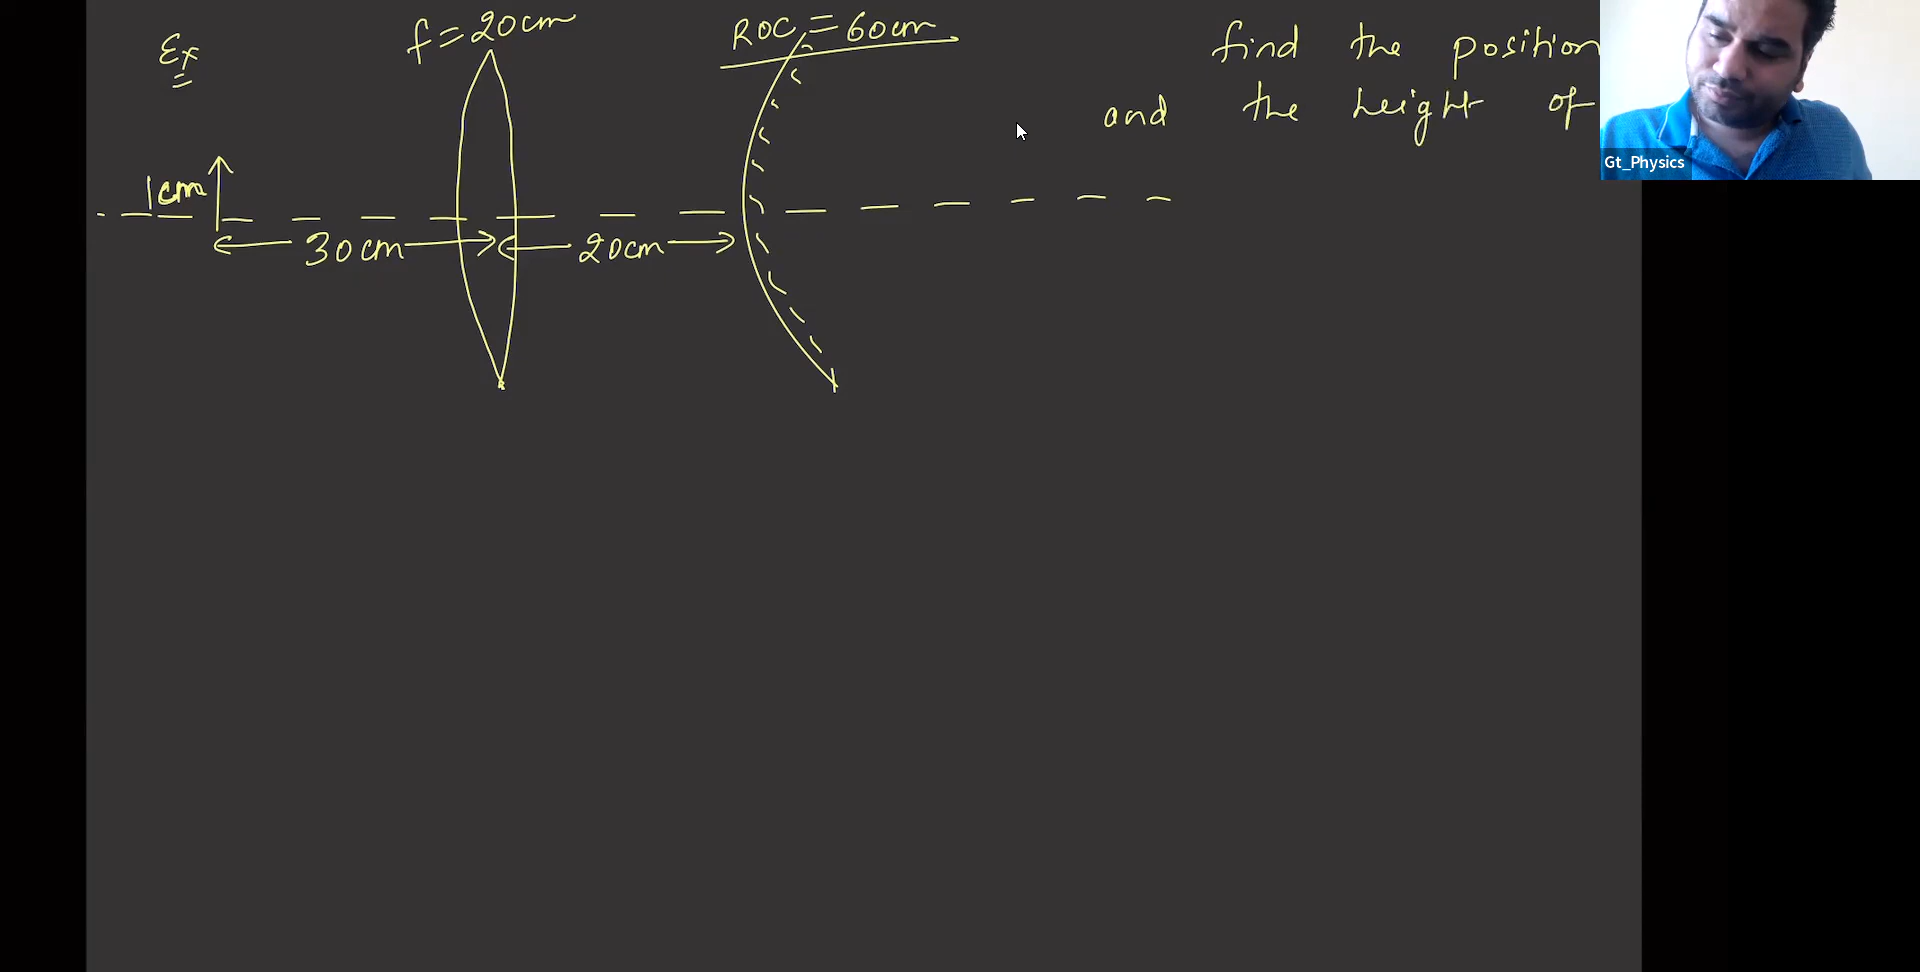 Ex
f = 20cm
ROC = 60cm
find the position
and the height of
Gt_Physics
1cm
30cm
20cm